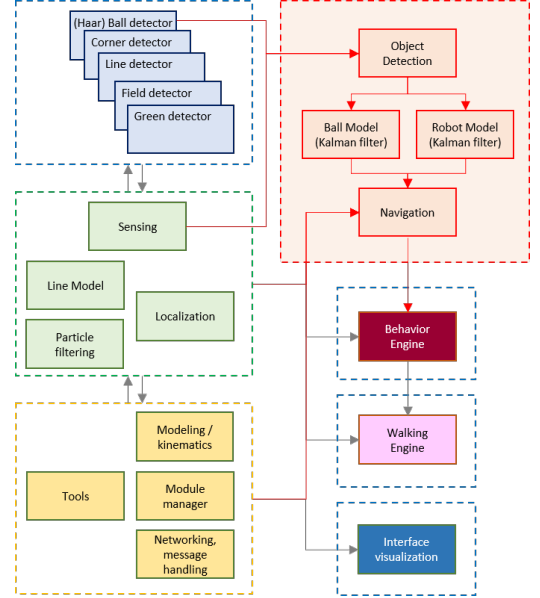 (Haar) Ball detector
Corner detector
Line detector
Field detector
Green detector
Object
Detection
Ball Model
(Kalman filter)
Robot Model
(Kalman filter)
Navigation
Sensing
Line Model
Localization
Particle
filtering
Behavior
Engine
Modeling /
kinematics
Walking
Engine
Tools
Module
manager
Networking,
message
handling
Interface
visualization